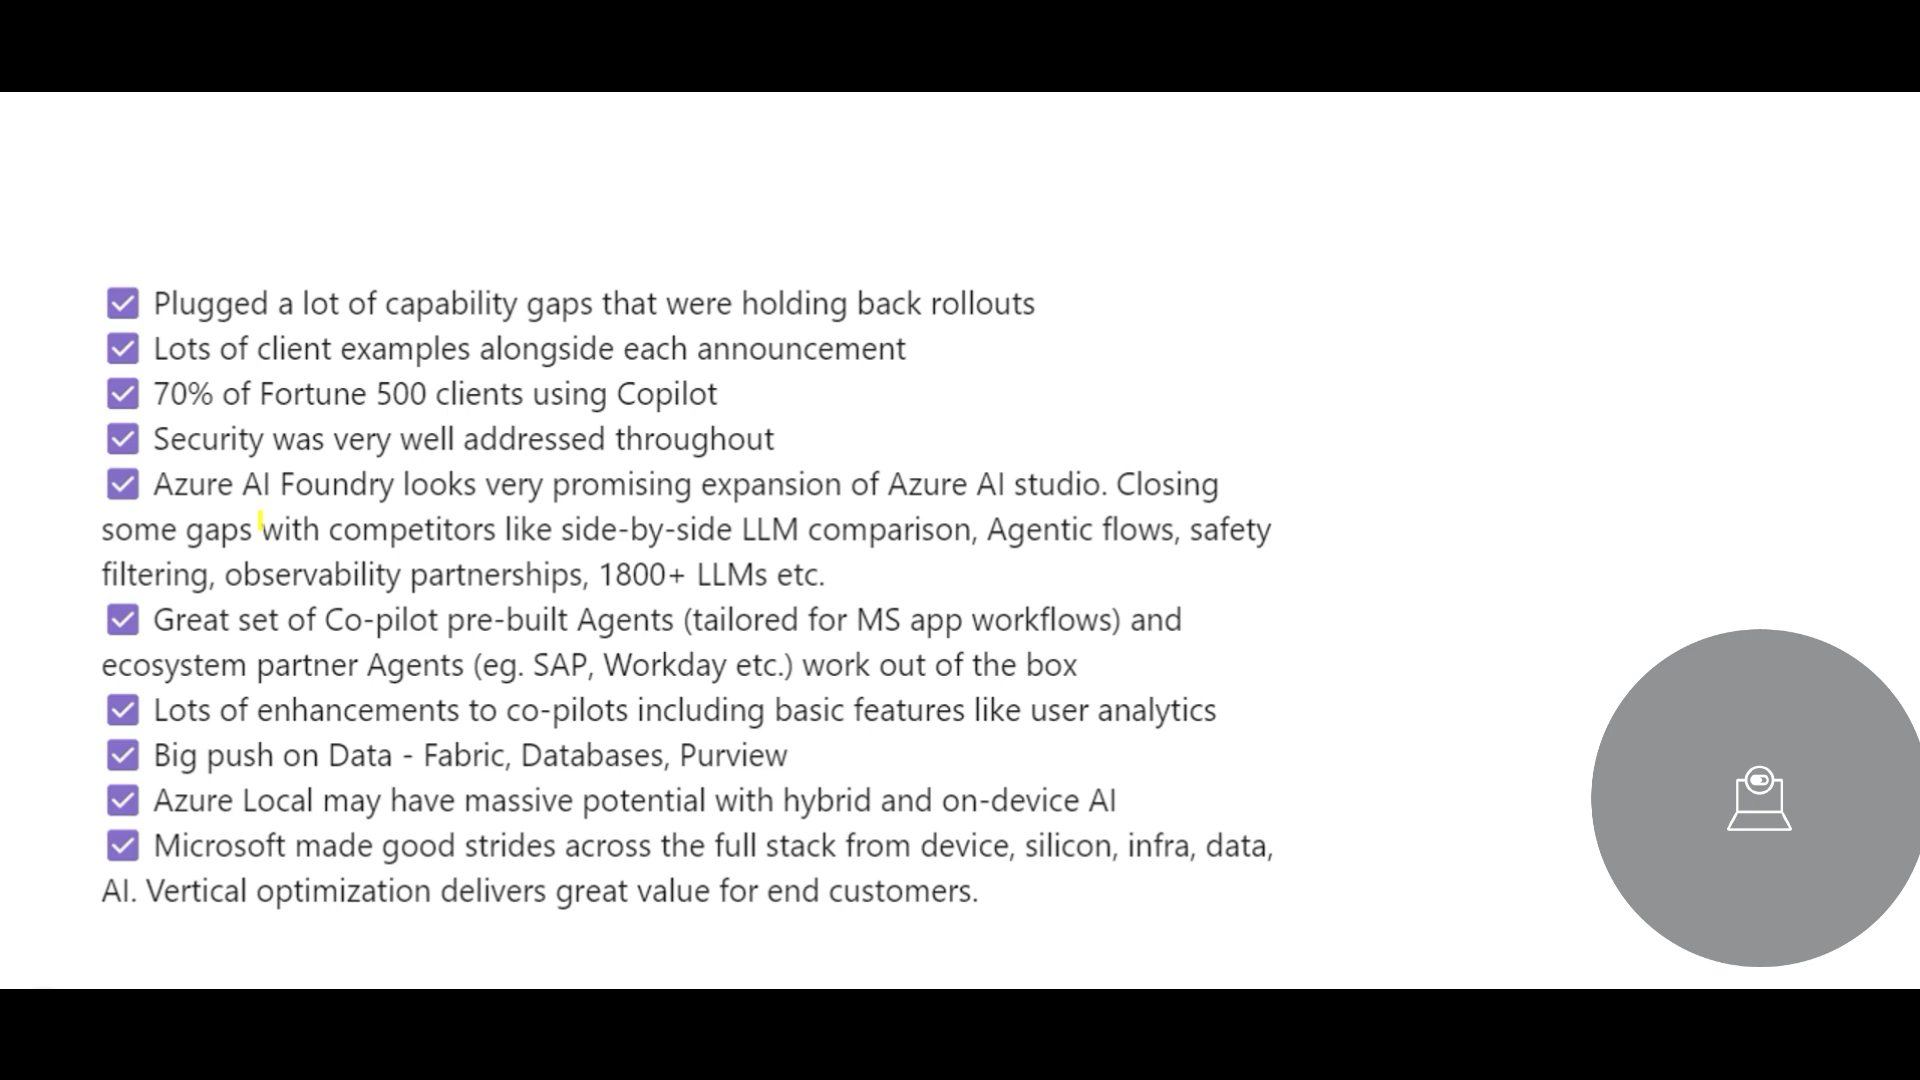 Plugged a lot of capability gaps that were holding back rollouts
Lots of client examples alongside each announcement
70% of Fortune 500 clients using Copilot
Security was very well addressed throughout
Azure AI Foundry looks very promising expansion of Azure AI studio. Closing
some gaps with competitors like side-by-side LLM comparison, Agentic flows, safety
filtering, observability partnerships, 1800+ LLMs etc.
Great set of Co-pilot pre-built Agents (tailored for MS app workflows) and
ecosystem partner Agents (eg. SAP, Workday etc.) work out of the box
Lots of enhancements to co-pilots including basic features like user analytics
Big push on Data - Fabric, Databases, Purview
Azure Local may have massive potential with hybrid and on-device AI
Microsoft made good strides across the full stack from device, silicon, infra, data,
AI. Vertical optimization delivers great value for end customers.